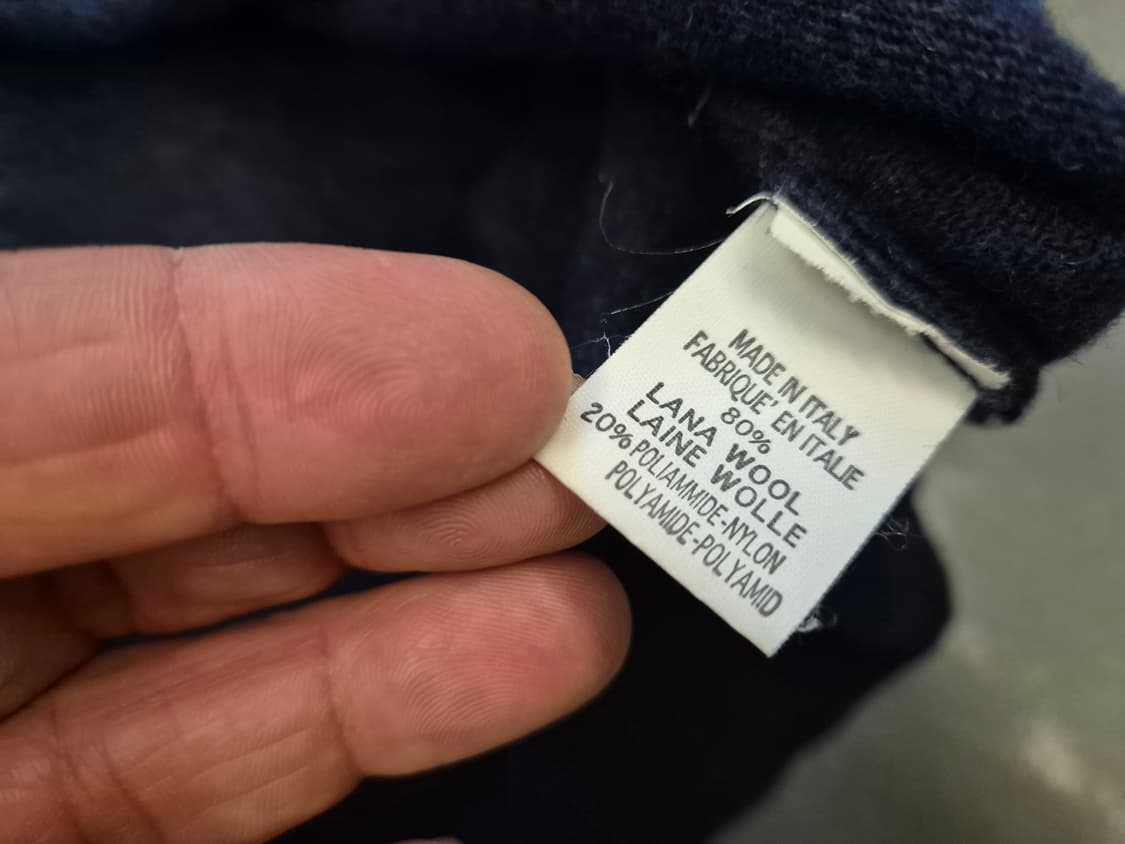 MADE IN ITALY
FABRIQUE' EN ITALIE
80%
LANA WOOL
LAINE WOLLE
20% POLIAMMIDE-NYLON
POLYAMIDE-POLYAMID